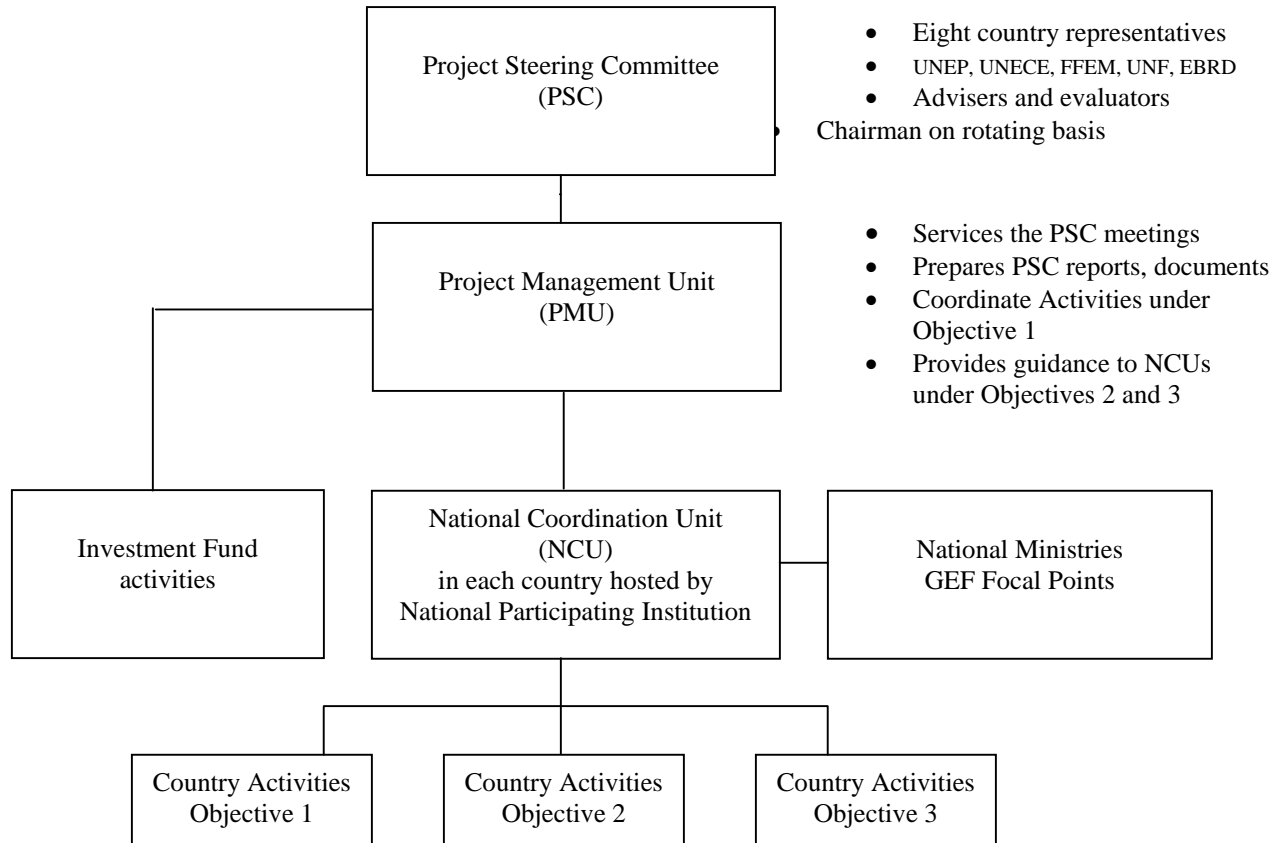 Project Steering Committee
(PSC)
• Eight country representatives
• UNEP, UNECE, FFEM, UNF, EBRD
• Advisers and evaluators
• Chairman on rotating basis
Project Management Unit
(PMU)
• Services the PSC meetings
• Prepares PSC reports, documents
• Coordinate Activities under
Objective 1
• Provides guidance to NCUs
under Objectives 2 and 3
Investment Fund
activities
National Coordination Unit
(NCU)
in each country hosted by
National Participating Institution
National Ministries
GEF Focal Points
Country Activities
Objective 1
Country Activities
Objective 2
Country Activities
Objective 3